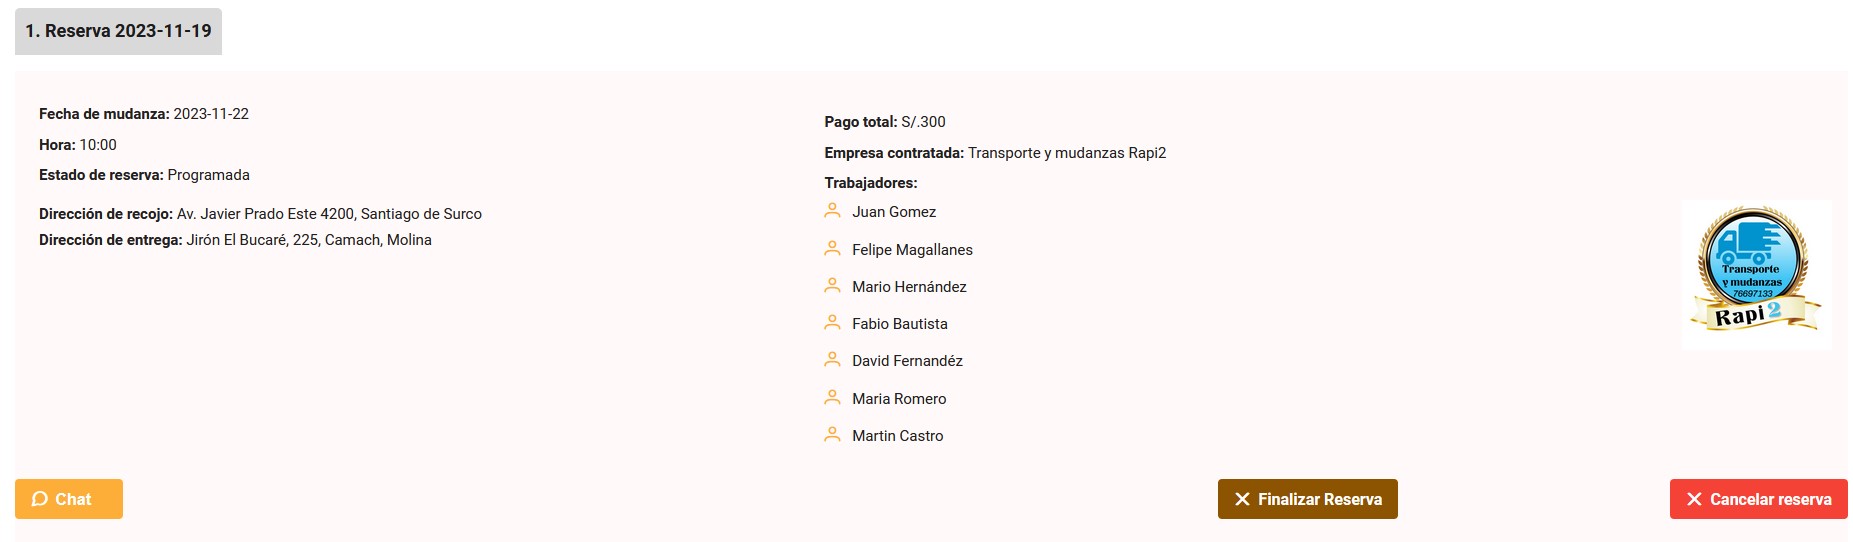 1. Reserva 2023-11-19
Fecha de mudanza: 2023-11-22
Hora: 10:00
Estado de reserva: Programada
Dirección de recojo: Av. Javier Prado Este 4200, Santiago de Surco
Dirección de entrega: Jirón El Bucaré, 225, Camach, Molina
Pago total: S/.300
Empresa contratada: Transporte y mudanzas Rapi2
Trabajadores:
Juan Gomez
Felipe Magallanes
Mario Hernández
Fabio Bautista
David Fernandéz
Maria Romero
Martin Castro
Transporte
y mudanzas
76697133
Rapi 2
Chat
Finalizar Reserva
Cancelar reserva